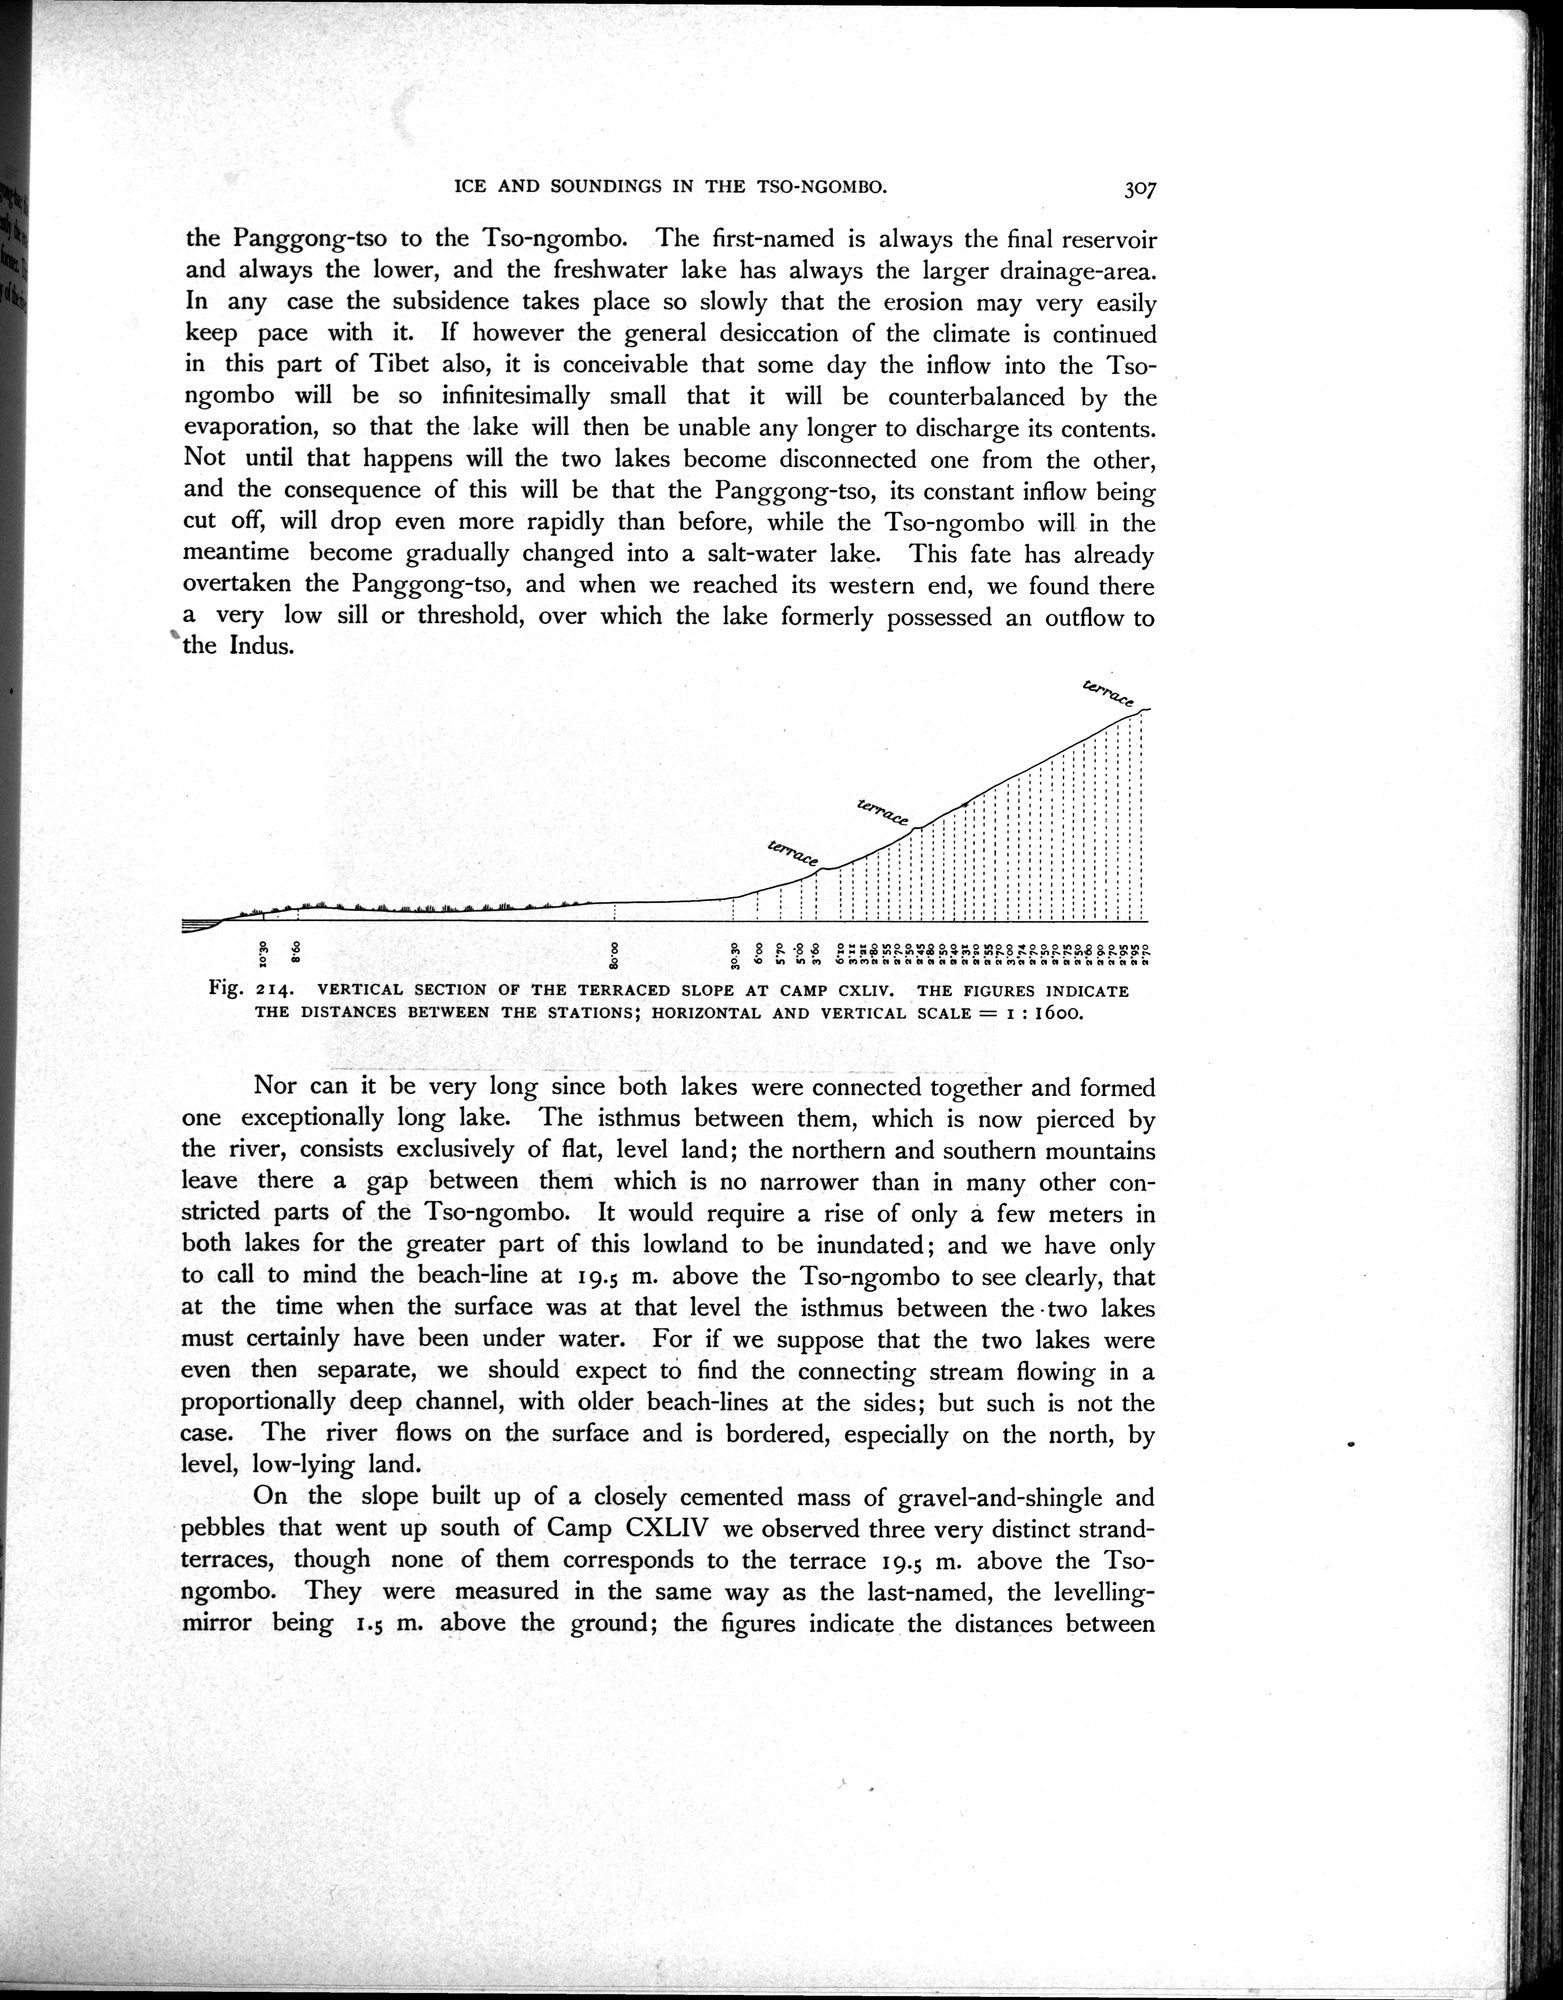 ICE AND SOUNDINGS IN THE TSO-NGOMBO.
307
the Panggong-tso to the Tso-ngombo. The first-named is always the final reservoir
and always the lower, and the freshwater lake has always the larger drainage-area.
In any case the subsidence takes place so slowly that the erosion may very easily
keep pace with it. If however the general desiccation of the climate is continued
in this part of Tibet also, it is conceivable that some day the inflow into the Tso-
ngombo will be so infinitesimally small that it will be counterbalanced by the
evaporation, so that the lake will then be unable any longer to discharge its contents.
Not until that happens will the two lakes become disconnected one from the other,
and the consequence of this will be that the Panggong-tso, its constant inflow being
cut off, will drop even more rapidly than before, while the Tso-ngombo will in the
meantime become gradually changed into a salt-water lake. This fate has already
overtaken the Panggong-tso, and when we reached its western end, we found there
a very low sill or threshold, over which the lake formerly possessed an outflow to
the Indus.
terrace
terrace
terrace
10·30 8·60 80·00 30·30 6·00 5·70 5·00 3·60 6·10
Fig. 214. VERTICAL SECTION OF THE TERRACED SLOPE AT CAMP CXLIV. THE FIGURES INDICATE
THE DISTANCES BETWEEN THE STATIONS; HORIZONTAL AND VERTICAL SCALE = 1 : 1600.
Nor can it be very long since both lakes were connected together and formed
one exceptionally long lake. The isthmus between them, which is now pierced by
the river, consists exclusively of flat, level land; the northern and southern mountains
leave there a gap between them which is no narrower than in many other con-
stricted parts of the Tso-ngombo. It would require a rise of only a few meters in
both lakes for the greater part of this lowland to be inundated; and we have only
to call to mind the beach-line at 19.5 m. above the Tso-ngombo to see clearly, that
at the time when the surface was at that level the isthmus between the two lakes
must certainly have been under water. For if we suppose that the two lakes were
even then separate, we should expect to find the connecting stream flowing in a
proportionally deep channel, with older beach-lines at the sides; but such is not the
case. The river flows on the surface and is bordered, especially on the north, by
level, low-lying land.
On the slope built up of a closely cemented mass of gravel-and-shingle and
pebbles that went up south of Camp CXLIV we observed three very distinct strand-
terraces, though none of them corresponds to the terrace 19.5 m. above the Tso-
ngombo. They were measured in the same way as the last-named, the levelling-
mirror being 1.5 m. above the ground; the figures indicate the distances between